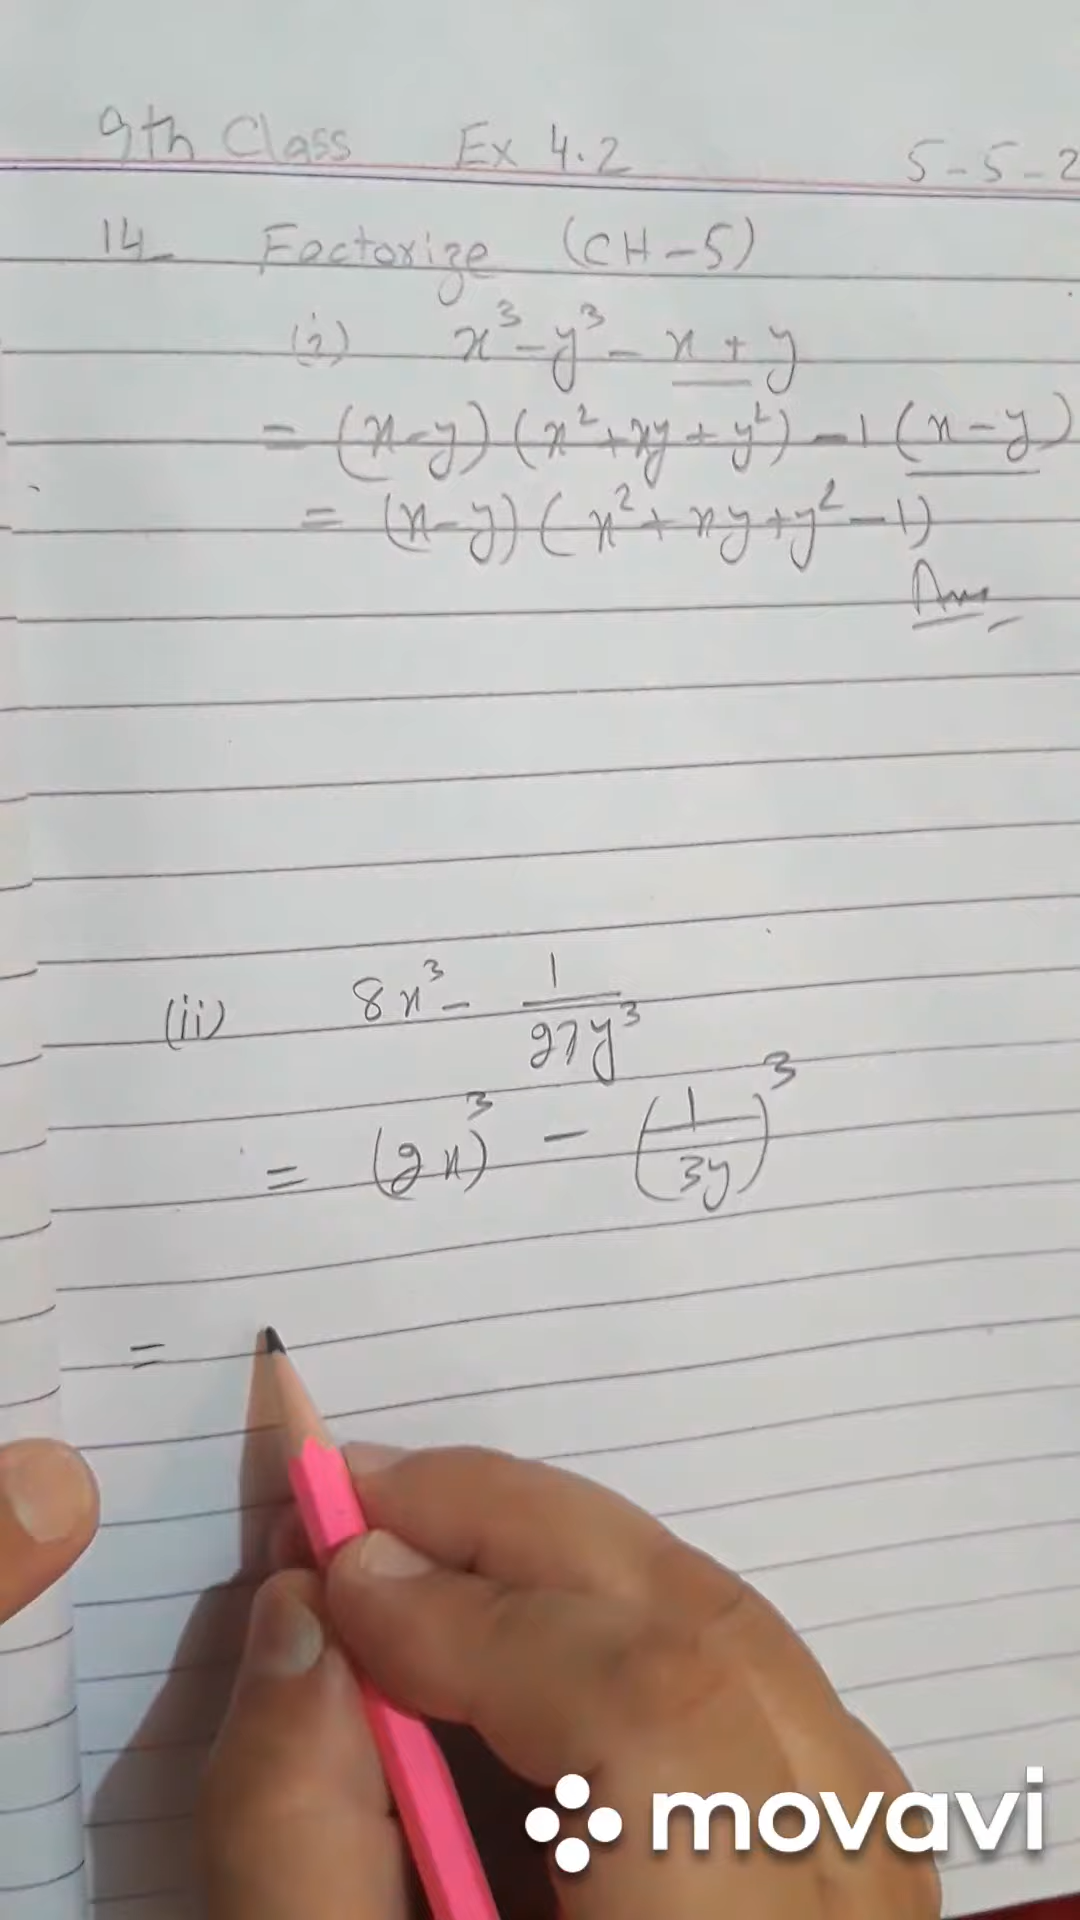 9th Class Ex 4.2 5-5-2
14 Factorize (CH-5)
(i) x³-y³-x+y
= (x-y)(x²+xy+y²)-1(x-y)
= (x-y)(x²+xy+y²-1)
Ans,
(ii) 8x³ - 1/27y³
= (2x)³ - (1/3y)³
=
movavi